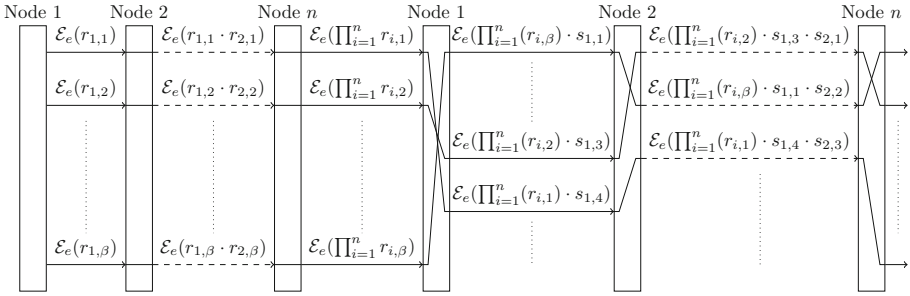 Node 1 Node 2 Node n Node 1 Node 2 Node n
ℰ_e(r_{1,1}) ℰ_e(r_{1,1} · r_{2,1}) ℰ_e(∏_{i=1}^n r_{i,1}) ℰ_e(∏_{i=1}^n (r_{i,β}) · s_{1,1}) ℰ_e(∏_{i=1}^n (r_{i,2}) · s_{1,3} · s_{2,1})
ℰ_e(r_{1,2}) ℰ_e(r_{1,2} · r_{2,2}) ℰ_e(∏_{i=1}^n r_{i,2}) ℰ_e(∏_{i=1}^n (r_{i,β}) · s_{1,1} · s_{2,2})
ℰ_e(∏_{i=1}^n (r_{i,2}) · s_{1,3}) ℰ_e(∏_{i=1}^n (r_{i,1}) · s_{1,4} · s_{2,3})
ℰ_e(∏_{i=1}^n (r_{i,1}) · s_{1,4})
ℰ_e(r_{1,β}) ℰ_e(r_{1,β} · r_{2,β}) ℰ_e(∏_{i=1}^n r_{i,β})